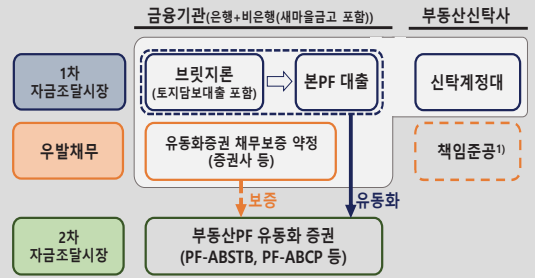 금융기관(은행+비은행(새마을금고 포함))
부동산신탁사
1차
자금조달시장
브릿지론
(토지담보대출 포함)
본PF 대출
신탁계정대
우발채무
유동화증권 채무보증 약정
(증권사 등)
책임준공1)
보증
유동화
2차
자금조달시장
부동산PF 유동화 증권
(PF-ABSTB, PF-ABCP 등)